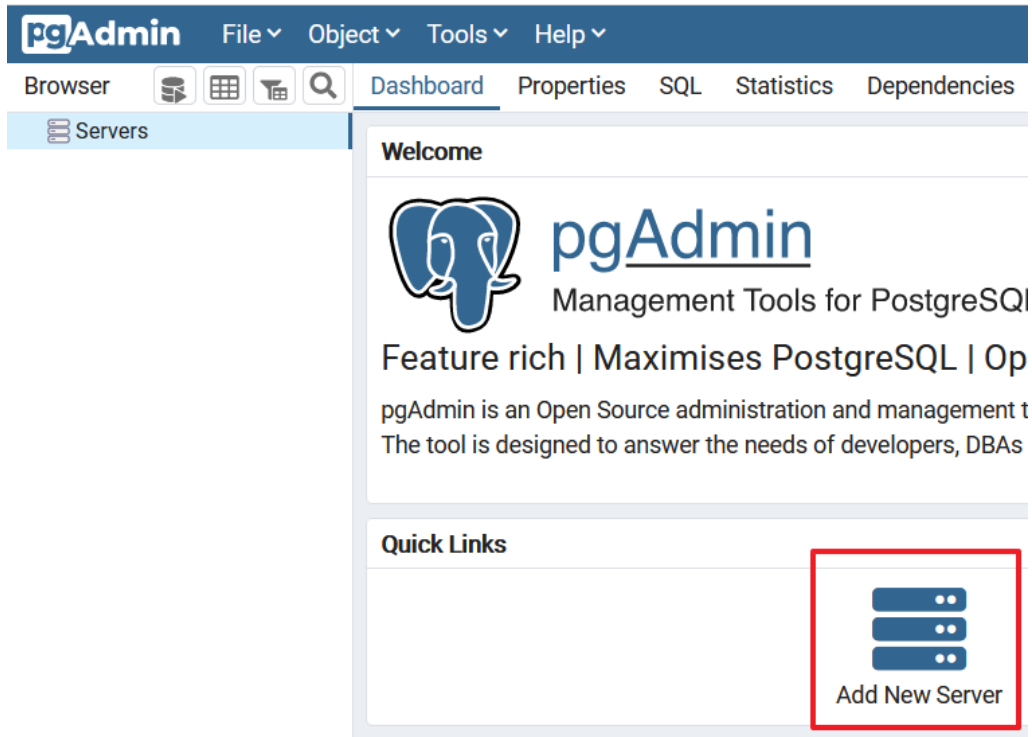 pgAdmin File Object Tools Help
Browser Dashboard Properties SQL Statistics Dependencies
Servers
Welcome
pgAdmin
Management Tools for PostgreSQL
Feature rich | Maximises PostgreSQL | Op
pgAdmin is an Open Source administration and management t
The tool is designed to answer the needs of developers, DBAs
Quick Links
Add New Server